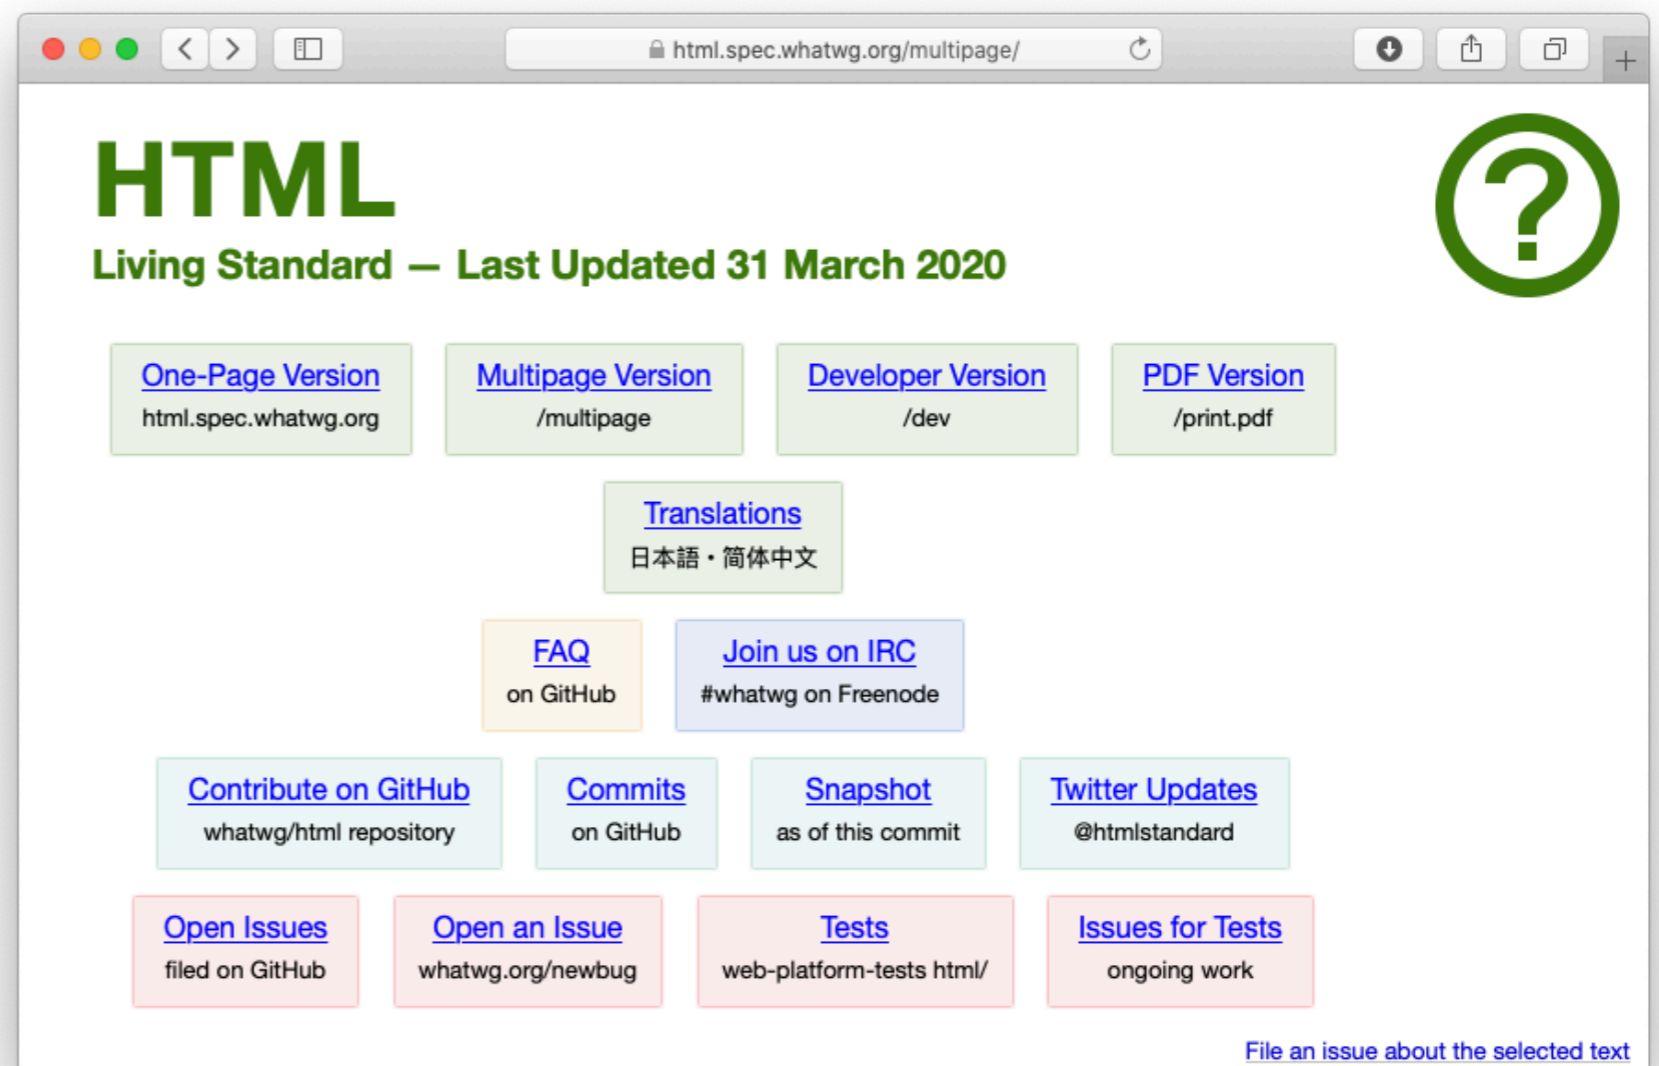 html.spec.whatwg.org/multipage/
HTML
Living Standard — Last Updated 31 March 2020
One-Page Version
html.spec.whatwg.org
Multipage Version
/multipage
Developer Version
/dev
PDF Version
/print.pdf
Translations
日本語・简体中文
FAQ
on GitHub
Join us on IRC
#whatwg on Freenode
Contribute on GitHub
whatwg/html repository
Commits
on GitHub
Snapshot
as of this commit
Twitter Updates
@htmlstandard
Open Issues
filed on GitHub
Open an Issue
whatwg.org/newbug
Tests
web-platform-tests html/
Issues for Tests
ongoing work
File an issue about the selected text